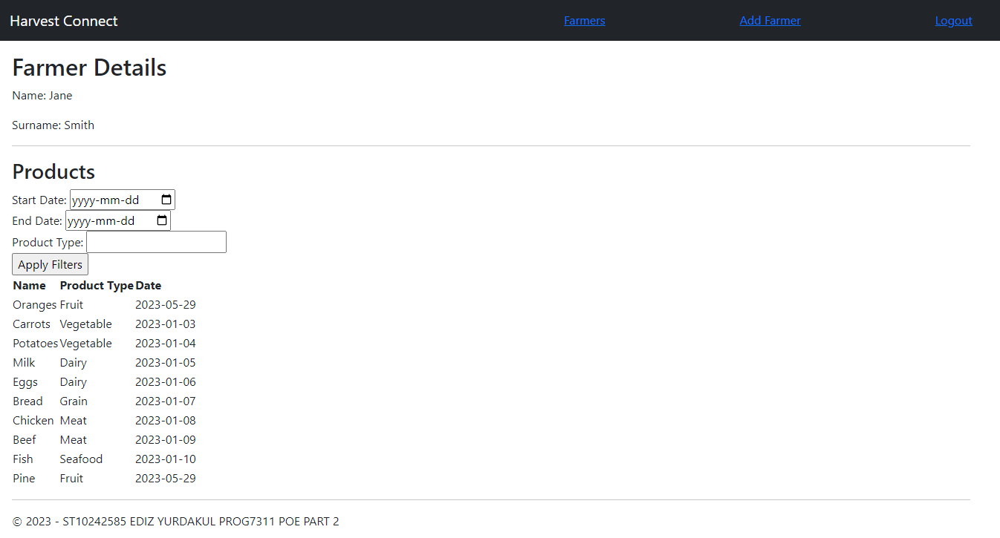 Harvest Connect Farmers Add Farmer Logout
Farmer Details
Name: Jane
Surname: Smith
Products
Start Date: yyyy-mm-dd
End Date: yyyy-mm-dd
Product Type:
Apply Filters
Name Product Type Date
Oranges Fruit 2023-05-29
Carrots Vegetable 2023-01-03
Potatoes Vegetable 2023-01-04
Milk Dairy 2023-01-05
Eggs Dairy 2023-01-06
Bread Grain 2023-01-07
Chicken Meat 2023-01-08
Beef Meat 2023-01-09
Fish Seafood 2023-01-10
Pine Fruit 2023-05-29
© 2023 - ST10242585 EDIZ YURDAKUL PROG7311 POE PART 2